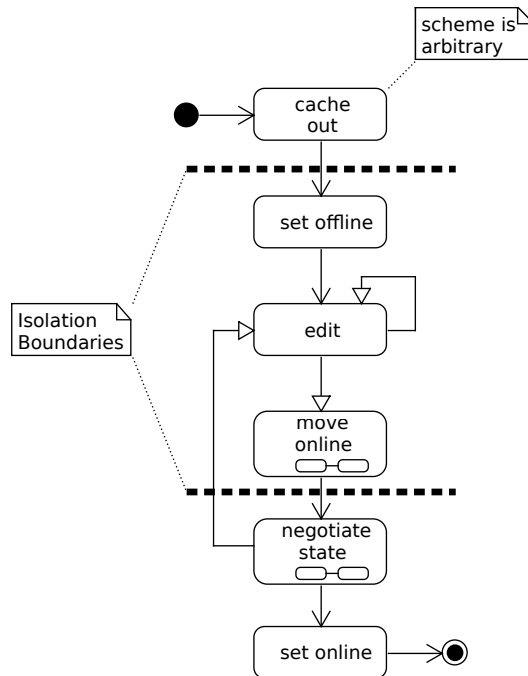 scheme is
arbitrary
cache
out
set offline
Isolation
Boundaries
edit
move
online
negotiate
state
set online